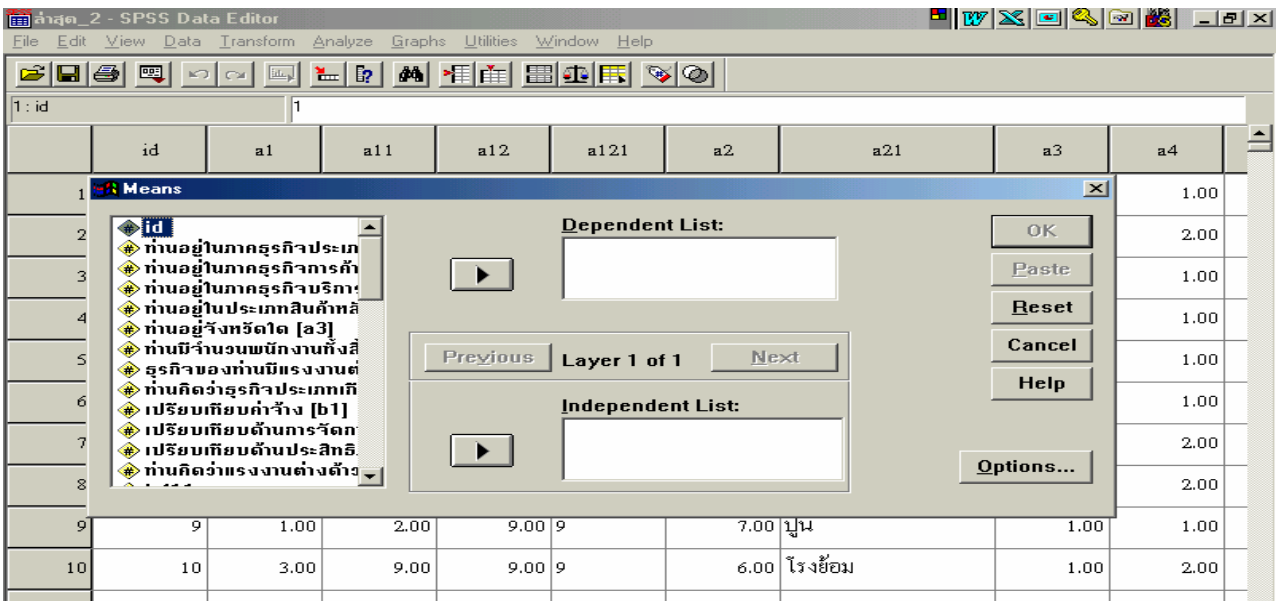 ล่าสุด_2 - SPSS Data Editor
File Edit View Data Transform Analyze Graphs Utilities Window Help
1 : id 1
id a1 a11 a12 a121 a2 a21 a3 a4
Means
id
ท่านอยู่ในภาคธุรกิจประเภ
ท่านอยู่ในภาคธุรกิจการค้า
ท่านอยู่ในภาคธุรกิจบริการ
ท่านอยู่ในประเภทสินค้าหลั
ท่านอยู่จังหวัดใด [a3]
ท่านมีจำนวนพนักงานทั้งสิ้
ธุรกิจของท่านมีแรงงานต่
ท่านคิดว่าธุรกิจประเภทเกี
เปรียบเทียบค่าจ้าง [b1]
เปรียบเทียบด้านการจัดก
เปรียบเทียบด้านประสิทธิ
ท่านคิดว่าแรงงานต่างด้าว
Dependent List:
Previous Layer 1 of 1 Next
Independent List:
OK
Paste
Reset
Cancel
Help
Options...
1 1.00
2 2.00
3 1.00
4 1.00
5 1.00
6 1.00
7 2.00
8 2.00
9 9 1.00 2.00 9.00 9 7.00 ปูน 1.00 1.00
10 10 3.00 9.00 9.00 9 6.00 โรงย้อม 1.00 2.00